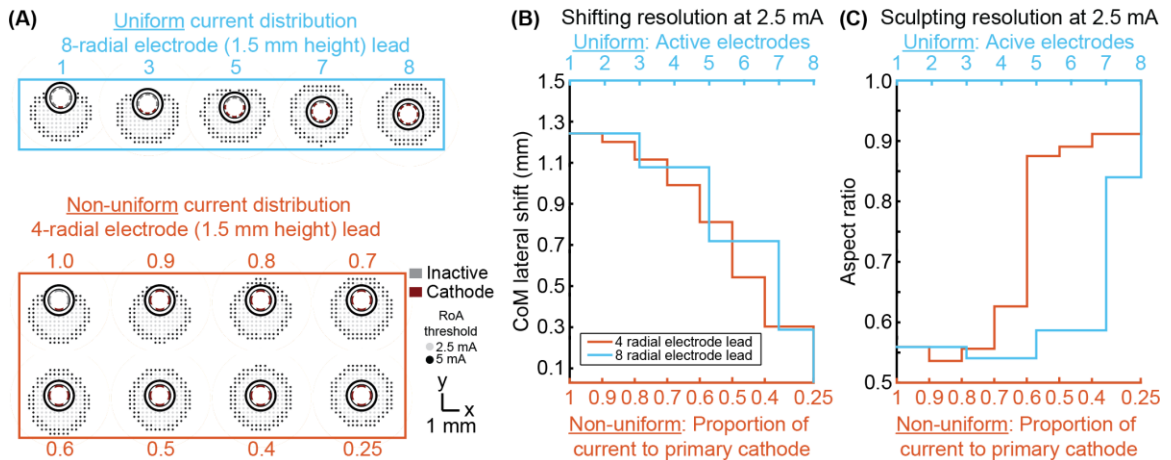 (A)
Uniform current distribution
8-radial electrode (1.5 mm height) lead
1 3 5 7 8
Non-uniform current distribution
4-radial electrode (1.5 mm height) lead
1.0 0.9 0.8 0.7
0.6 0.5 0.4 0.25
Inactive
Cathode
RoA
threshold
2.5 mA
5 mA
y
x
1 mm
(B) Shifting resolution at 2.5 mA
Uniform: Active electrodes
1 2 3 4 5 6 7 8
CoM lateral shift (mm)
1.5
1.3
1.1
0.9
0.7
0.5
0.3
0.1
4 radial electrode lead
8 radial electrode lead
1 0.9 0.8 0.7 0.6 0.5 0.4 0.25
Non-uniform: Proportion of
current to primary cathode
(C) Sculpting resolution at 2.5 mA
Uniform: Acive electrodes
1 2 3 4 5 6 7 8
Aspect ratio
1.0
0.9
0.8
0.7
0.6
0.5
1 0.9 0.8 0.7 0.6 0.5 0.4 0.25
Non-uniform: Proportion of
current to primary cathode